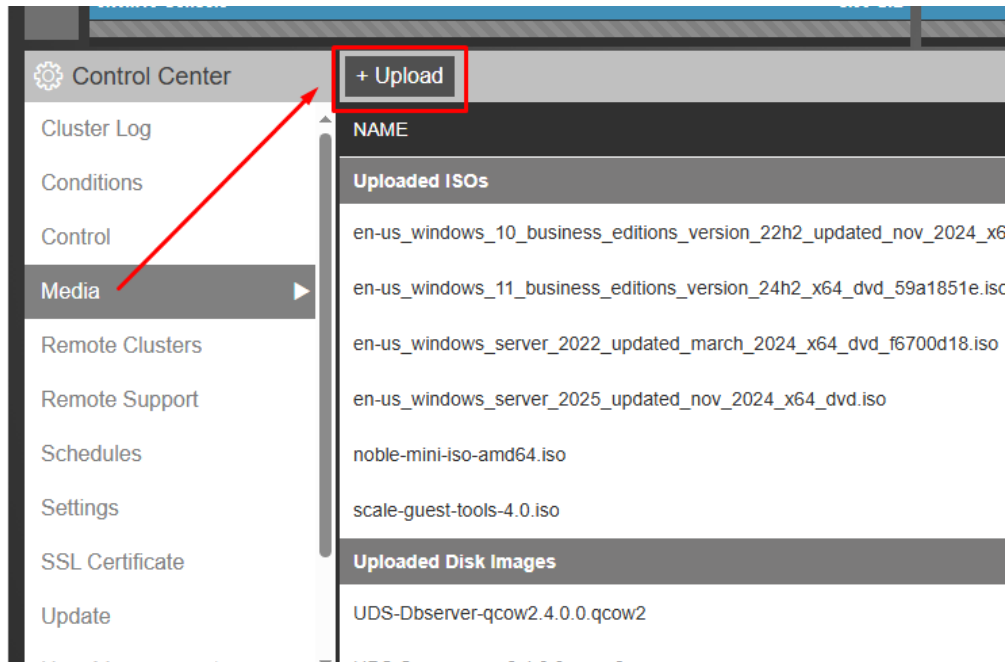 Control Center
+ Upload
Cluster Log
Conditions
Control
Media
Remote Clusters
Remote Support
Schedules
Settings
SSL Certificate
Update
NAME
Uploaded ISOs
en-us_windows_10_business_editions_version_22h2_updated_nov_2024_x6
en-us_windows_11_business_editions_version_24h2_x64_dvd_59a1851e.iso
en-us_windows_server_2022_updated_march_2024_x64_dvd_f6700d18.iso
en-us_windows_server_2025_updated_nov_2024_x64_dvd.iso
noble-mini-iso-amd64.iso
scale-guest-tools-4.0.iso
Uploaded Disk Images
UDS-Dbserver-qcow2.4.0.0.qcow2